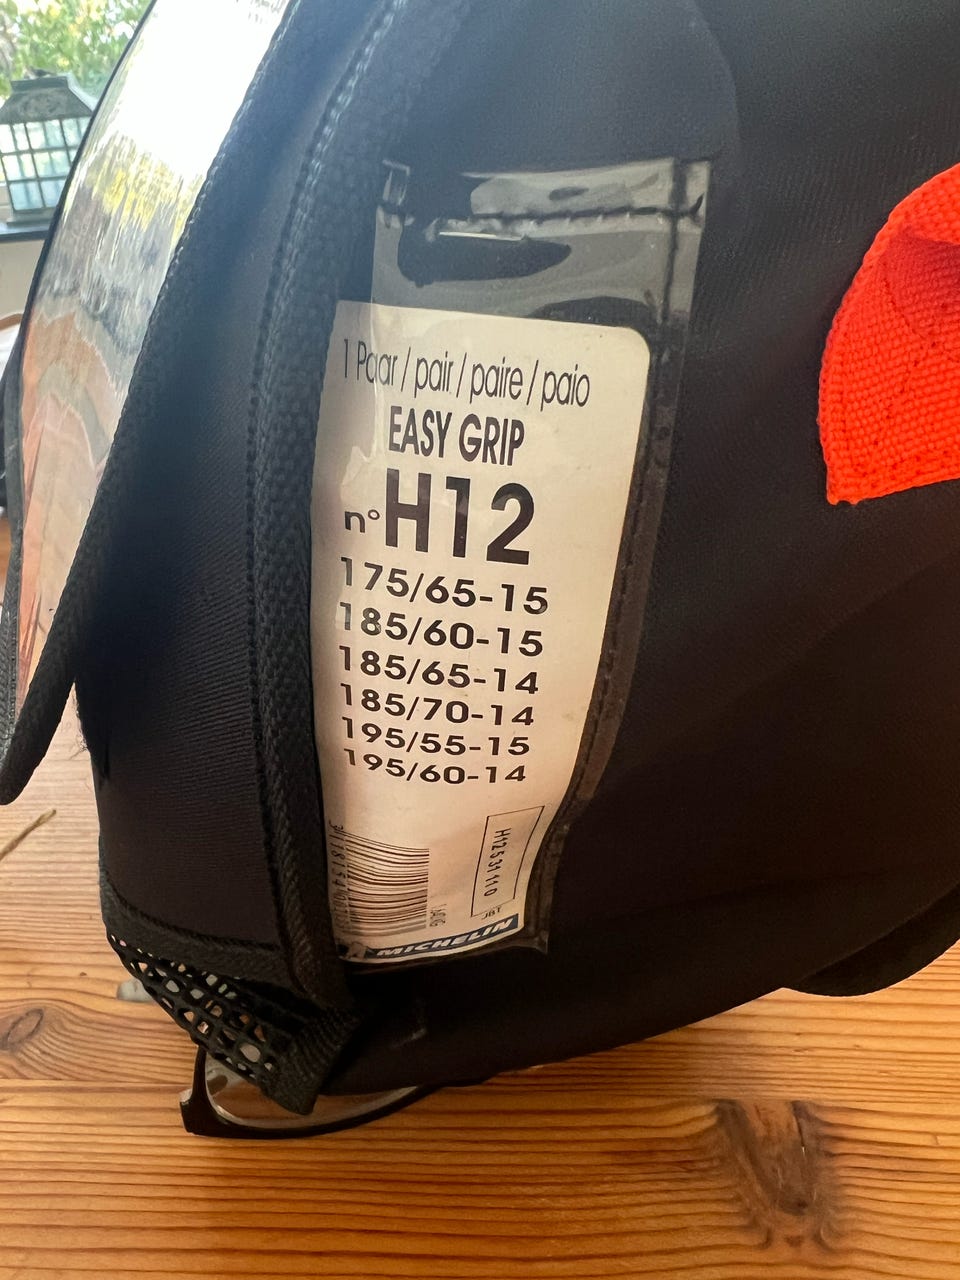 1 Paar / pair / paire / paio
EASY GRIP
n° H12
175/65-15
185/60-15
185/65-14
185/70-14
195/55-15
195/60-14
JBT
MICHELIN